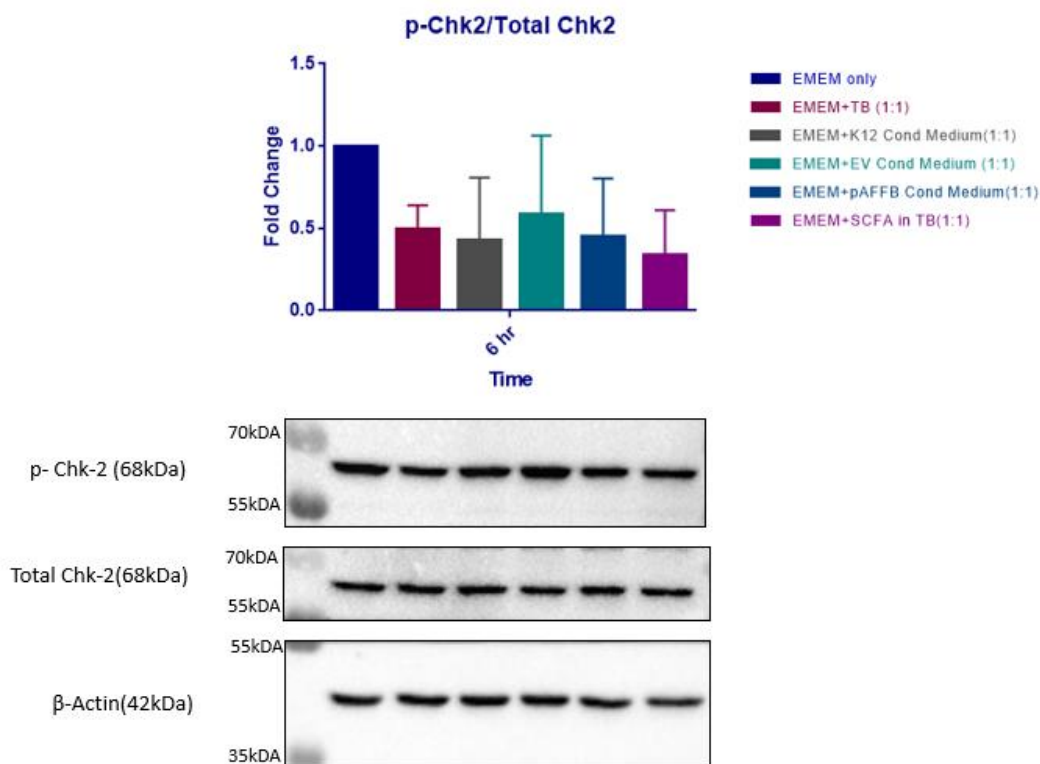 p-Chk2/Total Chk2
1.5
1.0
0.5
0.0
Fold Change
6 hr
Time
EMEM only
EMEM+TB (1:1)
EMEM+K12 Cond Medium(1:1)
EMEM+EV Cond Medium (1:1)
EMEM+pAFFB Cond Medium(1:1)
EMEM+SCFA in TB(1:1)
70kDA
p- Chk-2 (68kDa)
55kDA
70kDA
Total Chk-2(68kDa)
55kDA
55kDA
β-Actin(42kDa)
35kDA